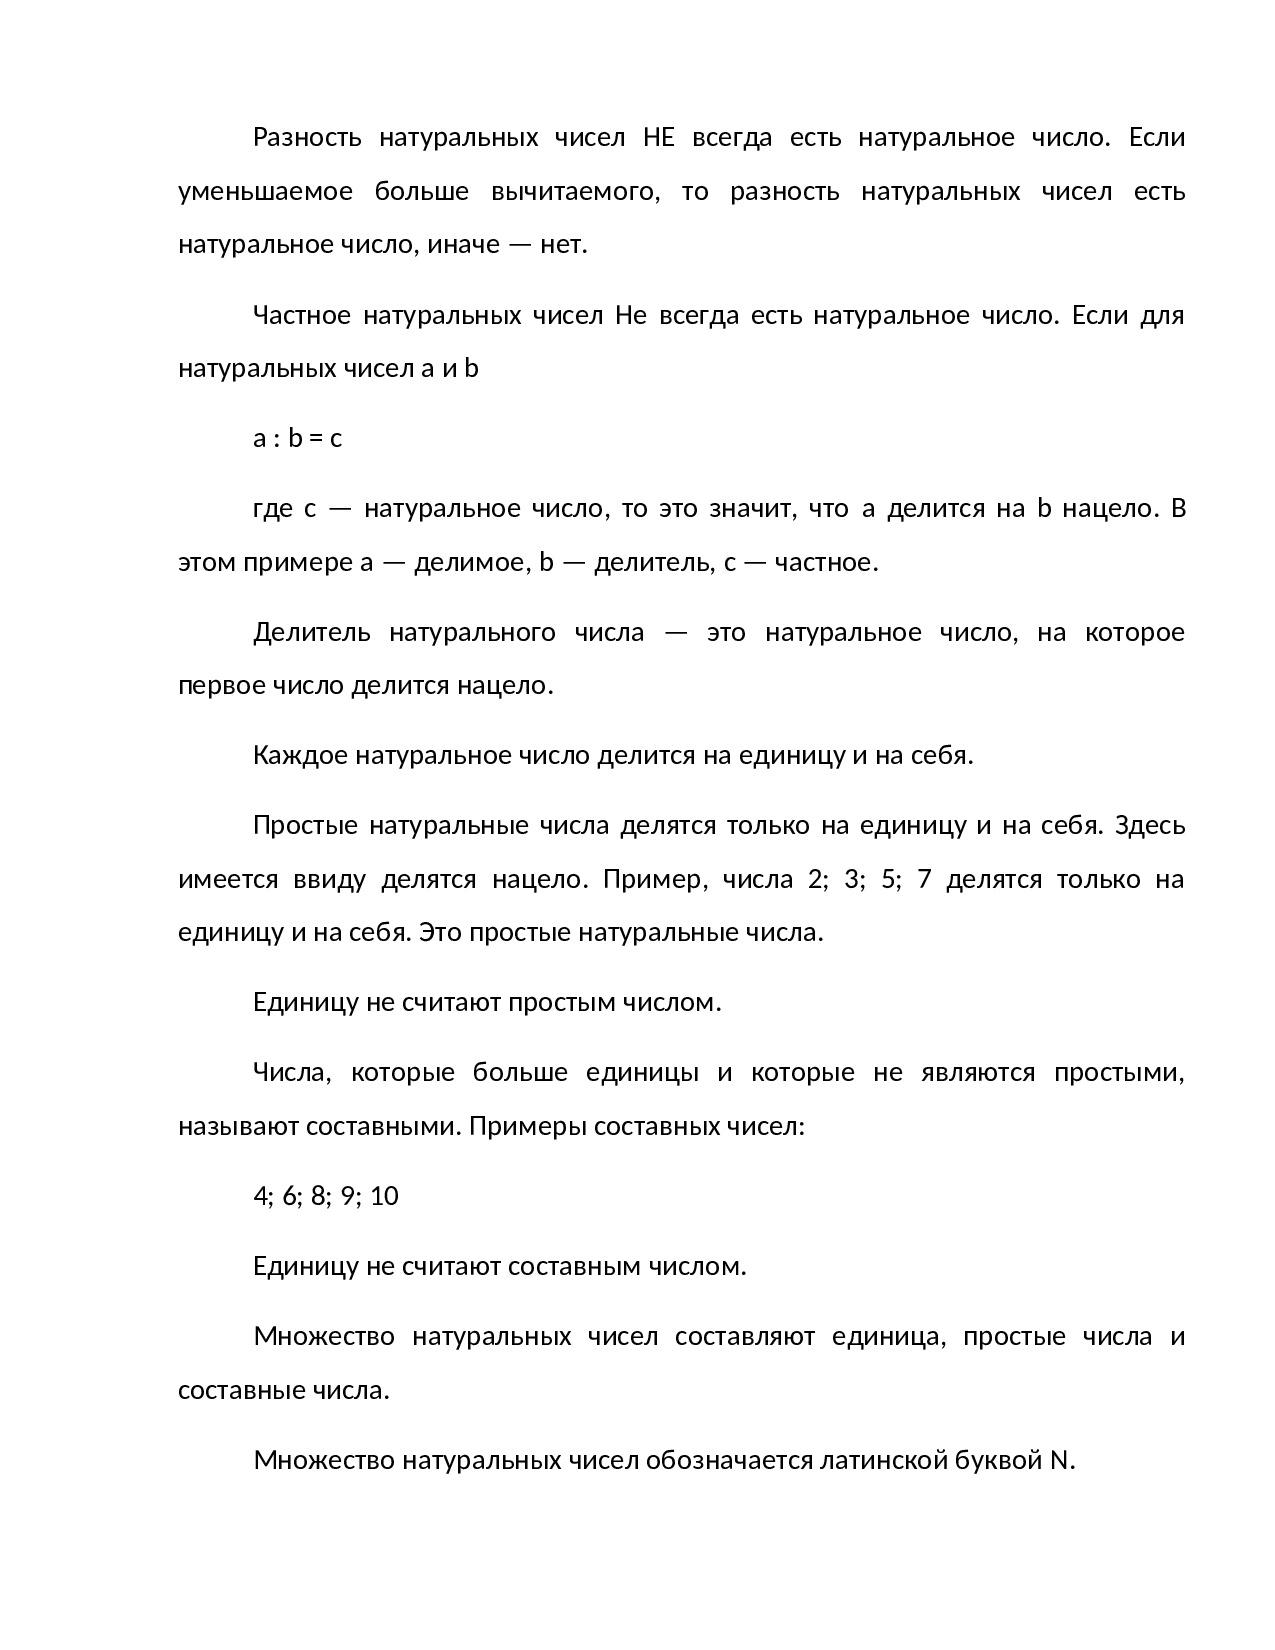 Разность натуральных чисел НЕ всегда есть натуральное число. Если
уменьшаемое больше вычитаемого, то разность натуральных чисел есть
натуральное число, иначе — нет.
Частное натуральных чисел Не всегда есть натуральное число. Если для
натуральных чисел a и b
a : b = c
где c — натуральное число, то это значит, что a делится на b нацело. В
этом примере a — делимое, b — делитель, c — частное.
Делитель натурального числа — это натуральное число, на которое
первое число делится нацело.
Каждое натуральное число делится на единицу и на себя.
Простые натуральные числа делятся только на единицу и на себя. Здесь
имеется ввиду делятся нацело. Пример, числа 2; 3; 5; 7 делятся только на
единицу и на себя. Это простые натуральные числа.
Единицу не считают простым числом.
Числа, которые больше единицы и которые не являются простыми,
называют составными. Примеры составных чисел:
4; 6; 8; 9; 10
Единицу не считают составным числом.
Множество натуральных чисел составляют единица, простые числа и
составные числа.
Множество натуральных чисел обозначается латинской буквой N.